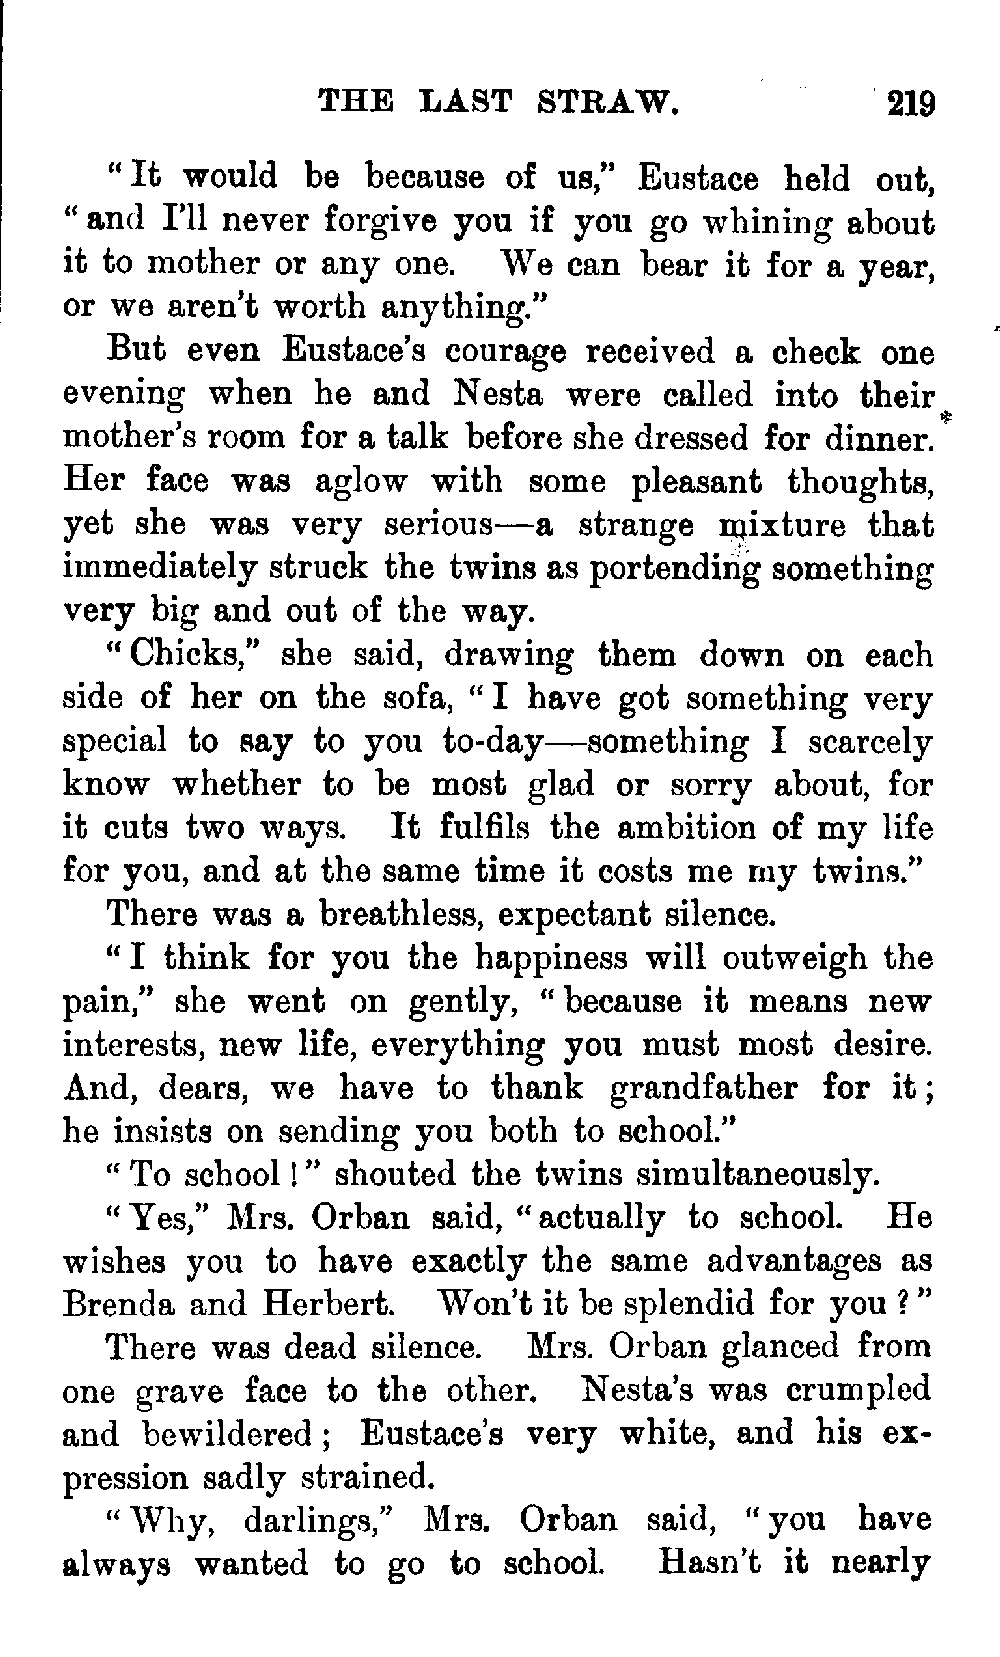 THE LAST STRAW. 219
"It would be because of us," Eustace held out,
"and I'll never forgive you if you go whining about
it to mother or any one. We can bear it for a year,
or we aren't worth anything."
But even Eustace's courage received a check one
evening when he and Nesta were called into their
mother's room for a talk before she dressed for dinner.
Her face was aglow with some pleasant thoughts,
yet she was very serious—a strange mixture that
immediately struck the twins as portending something
very big and out of the way.
"Chicks," she said, drawing them down on each
side of her on the sofa, "I have got something very
special to say to you to-day—something I scarcely
know whether to be most glad or sorry about, for
it cuts two ways. It fulfils the ambition of my life
for you, and at the same time it costs me my twins."
There was a breathless, expectant silence.
"I think for you the happiness will outweigh the
pain," she went on gently, "because it means new
interests, new life, everything you must most desire.
And, dears, we have to thank grandfather for it;
he insists on sending you both to school."
"To school!" shouted the twins simultaneously.
"Yes," Mrs. Orban said, "actually to school. He
wishes you to have exactly the same advantages as
Brenda and Herbert. Won't it be splendid for you?"
There was dead silence. Mrs. Orban glanced from
one grave face to the other. Nesta's was crumpled
and bewildered; Eustace's very white, and his ex-
pression sadly strained.
"Why, darlings," Mrs. Orban said, "you have
always wanted to go to school. Hasn't it nearly